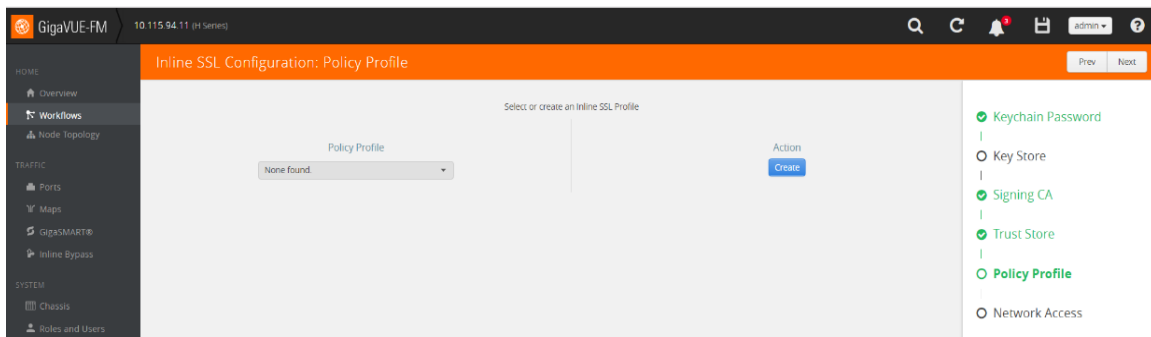 GigaVUE-FM
10.115.94.11 (H Series)
3
admin
?
Inline SSL Configuration: Policy Profile
Prev
Next
HOME
Overview
Workflows
Node Topology
TRAFFIC
Ports
Maps
GigaSMART®
Inline Bypass
SYSTEM
Chassis
Roles and Users
Select or create an Inline SSL Profile
Policy Profile
None found.
Action
Create
Keychain Password
Key Store
Signing CA
Trust Store
Policy Profile
Network Access